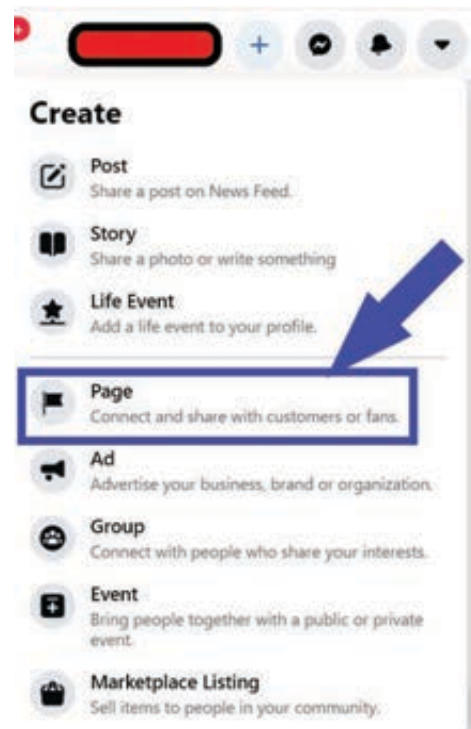 Create
Post
Share a post on News Feed.
Story
Share a photo or write something
Life Event
Add a life event to your profile.
Page
Connect and share with customers or fans.
Ad
Advertise your business, brand or organization.
Group
Connect with people who share your interests.
Event
Bring people together with a public or private
event.
Marketplace Listing
Sell items to people in your community.